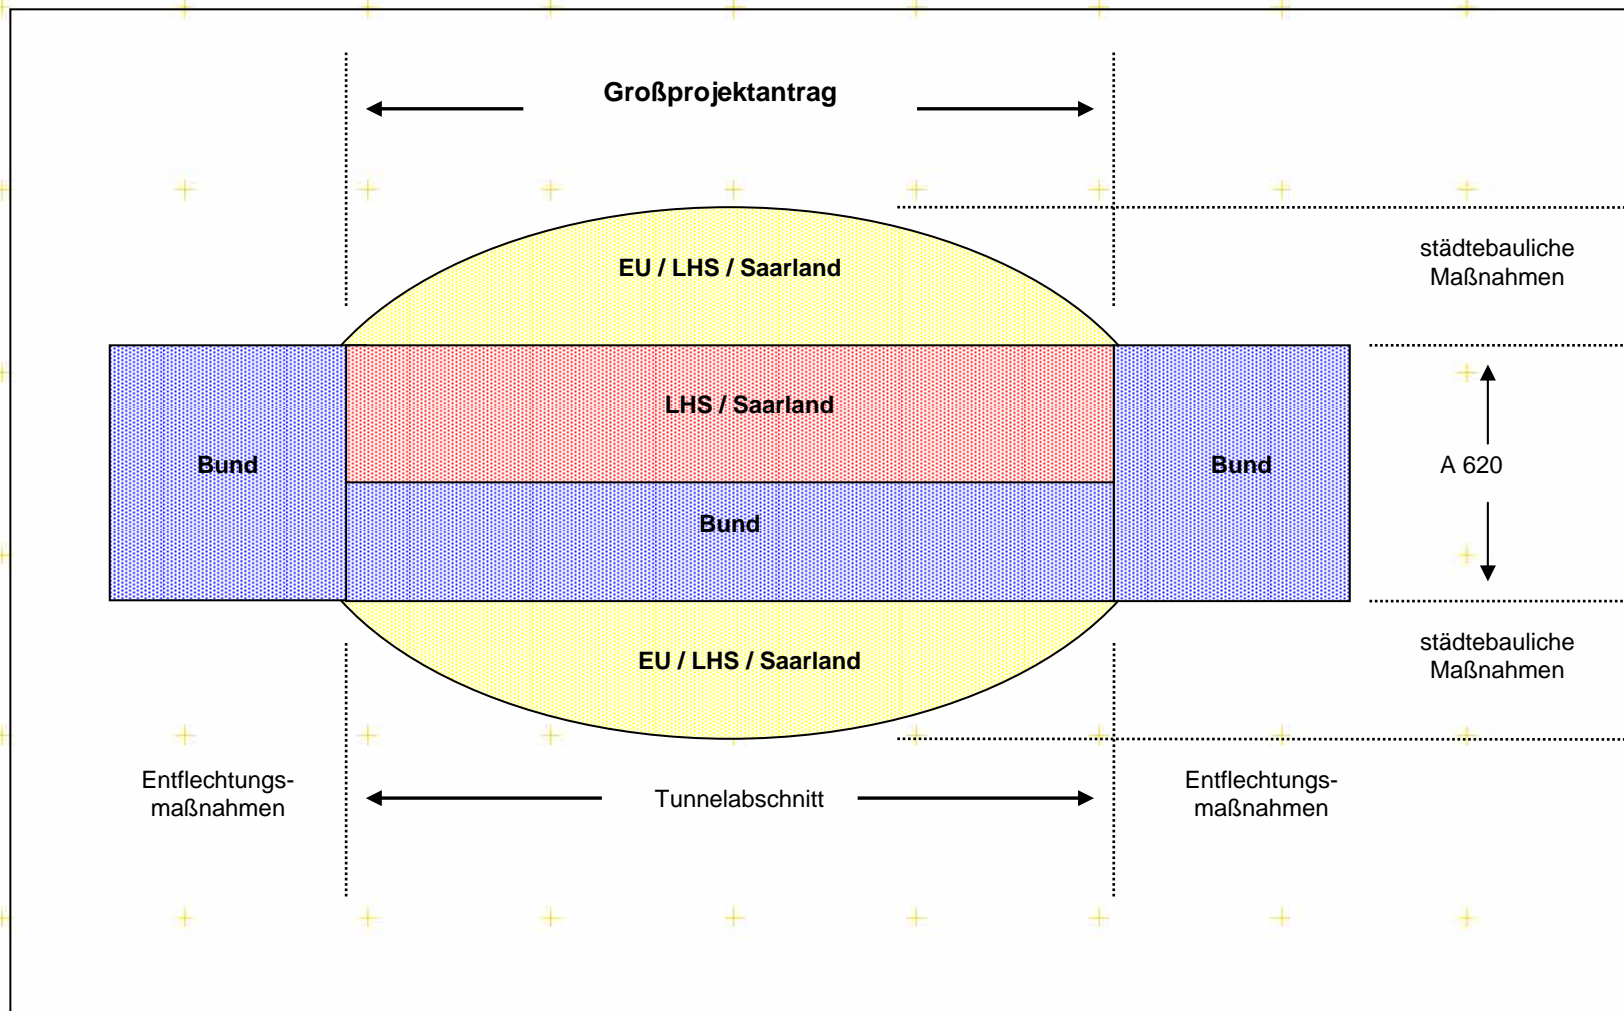 Großprojektantrag
EU / LHS / Saarland
städtebauliche
Maßnahmen
LHS / Saarland
Bund
Bund
A 620
Bund
EU / LHS / Saarland
städtebauliche
Maßnahmen
Entflechtungs-
maßnahmen
Tunnelabschnitt
Entflechtungs-
maßnahmen